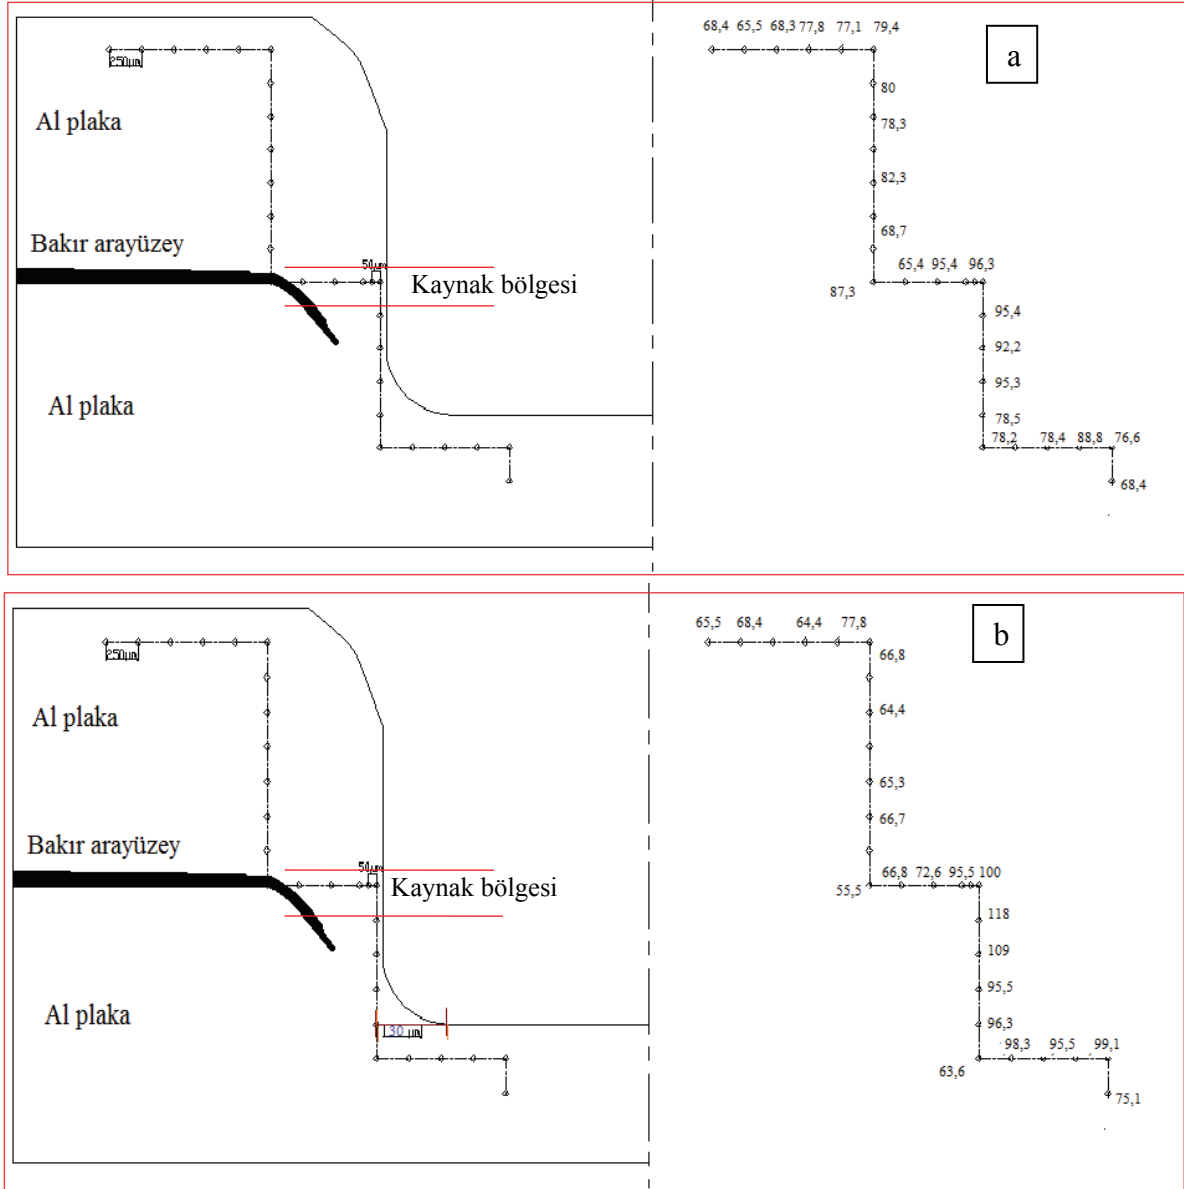 68,4 65,5 68,3 77,8 77,1 79,4
a
250µm
80
Al plaka
78,3
82,3
68,7
Bakır arayüzey
50µm
Kaynak bölgesi
65,4 95,4 96,3
87,3
95,4
92,2
95,3
Al plaka
78,5
78,2 78,4 88,8 76,6
68,4
65,5 68,4 64,4 77,8
b
250µm
66,8
Al plaka
64,4
65,3
66,7
Bakır arayüzey
50µm
Kaynak bölgesi
66,8 72,6 95,5 100
55,5
118
109
95,5
Al plaka
96,3
30 µm
98,3 95,5 99,1
63,6
75,1